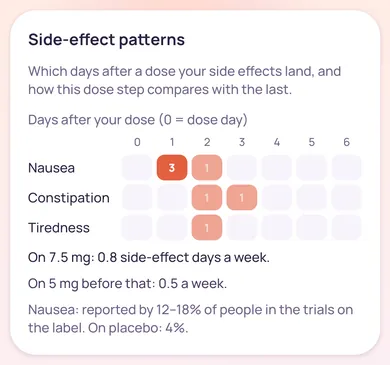 Side-effect patterns
Which days after a dose your side effects land, and
how this dose step compares with the last.
Days after your dose (0 = dose day)
0 1 2 3 4 5 6
Nausea 3 1
Constipation 1 1
Tiredness 1
On 7.5 mg: 0.8 side-effect days a week.
On 5 mg before that: 0.5 a week.
Nausea: reported by 12–18% of people in the trials on
the label. On placebo: 4%.